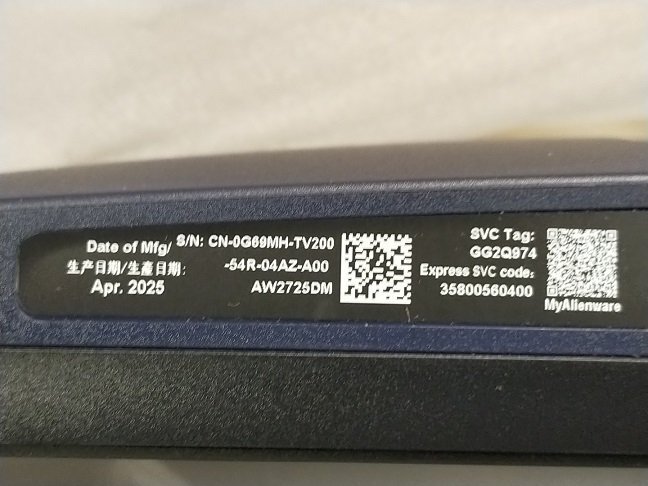 Date of Mfg/
生产日期/生產日期:
Apr. 2025
S/N: CN-0G69MH-TV200
-54R-04AZ-A00
AW2725DM
SVC Tag:
GG2Q974
Express SVC code:
35800560400
MyAlienware